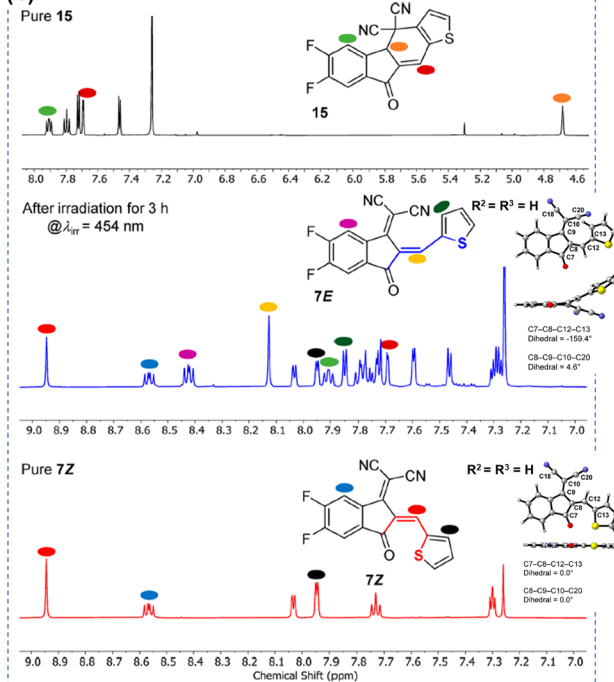 Pure 15
CN
CN
S
F
F
O
15
8.0 7.8 7.6 7.4 7.2 7.0 6.8 6.6 6.4 6.2 6.0 5.8 5.6 5.4 5.2 5.0 4.9 4.8 4.7 4.6
After irradiation for 3 h
@λirr = 454 nm
NC
CN
S
F
F
O
7E
R² = R³ = H
C18
C20
C10
C9
C13
C8
C12
C7
C7–C8–C12–C13
Dihedral = -159.4°
C8–C9–C10–C20
Dihedral = 4.6°
9.0 8.9 8.8 8.7 8.6 8.5 8.4 8.3 8.2 8.1 8.0 7.9 7.8 7.7 7.6 7.5 7.4 7.3 7.2 7.1 7.0
Pure 7Z
NC
CN
F
F
O
S
7Z
R² = R³ = H
C18
C20
C10
C9
C12
C8
C7
C13
C7–C8–C12–C13
Dihedral = 0.0°
C8–C9–C10–C20
Dihedral = 0.0°
9.0 8.9 8.8 8.7 8.6 8.5 8.4 8.3 8.2 8.1 8.0 7.9 7.8 7.7 7.6 7.5 7.4 7.3 7.2 7.1 7.0
Chemical Shift (ppm)